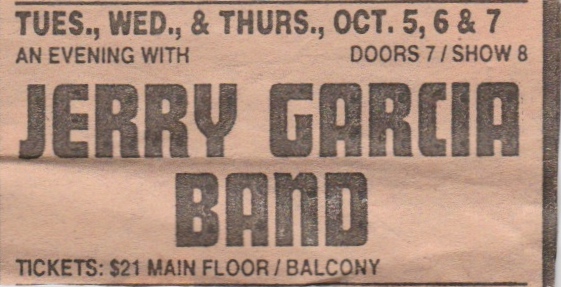 TUES., WED., & THURS., OCT. 5, 6 & 7
AN EVENING WITH DOORS 7 / SHOW 8
JERRY GARCIA
BAND
TICKETS: $21 MAIN FLOOR / BALCONY